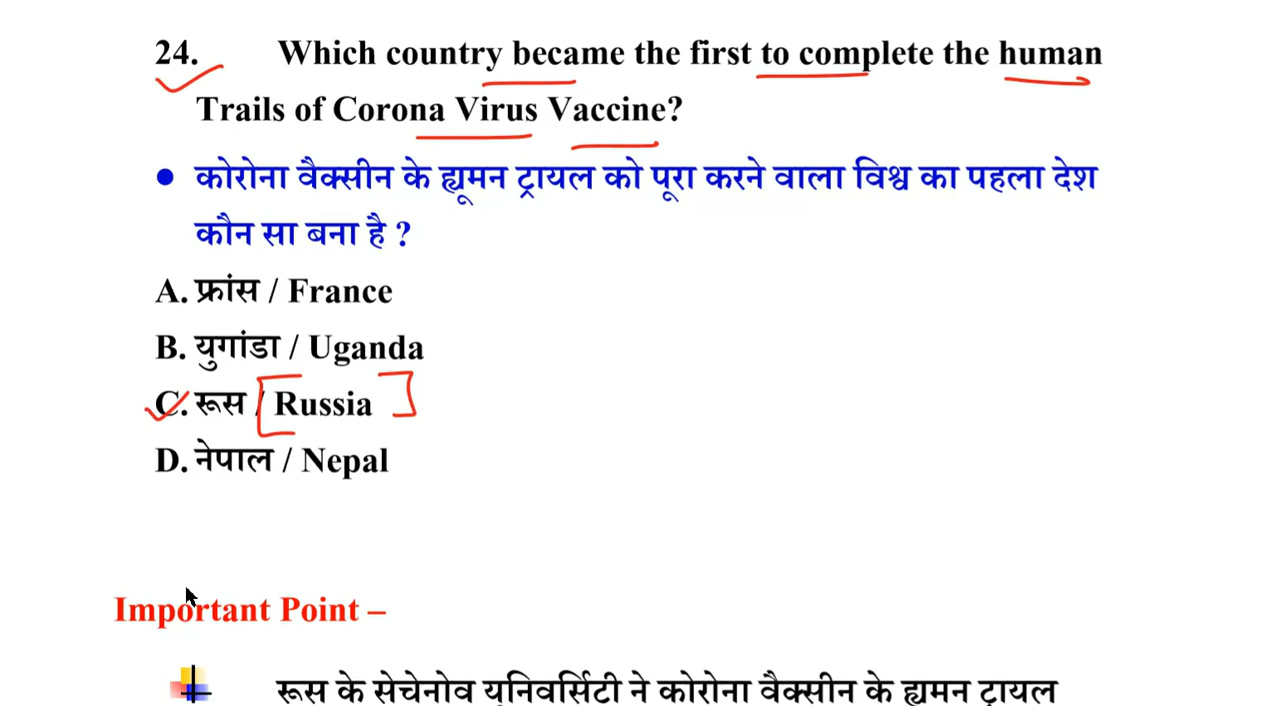 24. Which country became the first to complete the human
Trails of Corona Virus Vaccine?
● कोरोना वैक्सीन के ह्यूमन ट्रायल को पूरा करने वाला विश्व का पहला देश
कौन सा बना है ?
A. फ्रांस / France
B. युगांडा / Uganda
C. रूस / Russia
D. नेपाल / Nepal
Important Point –
रूस के सेचेनोव यूनिवर्सिटी ने कोरोना वैक्सीन के ह्यूमन ट्रायल